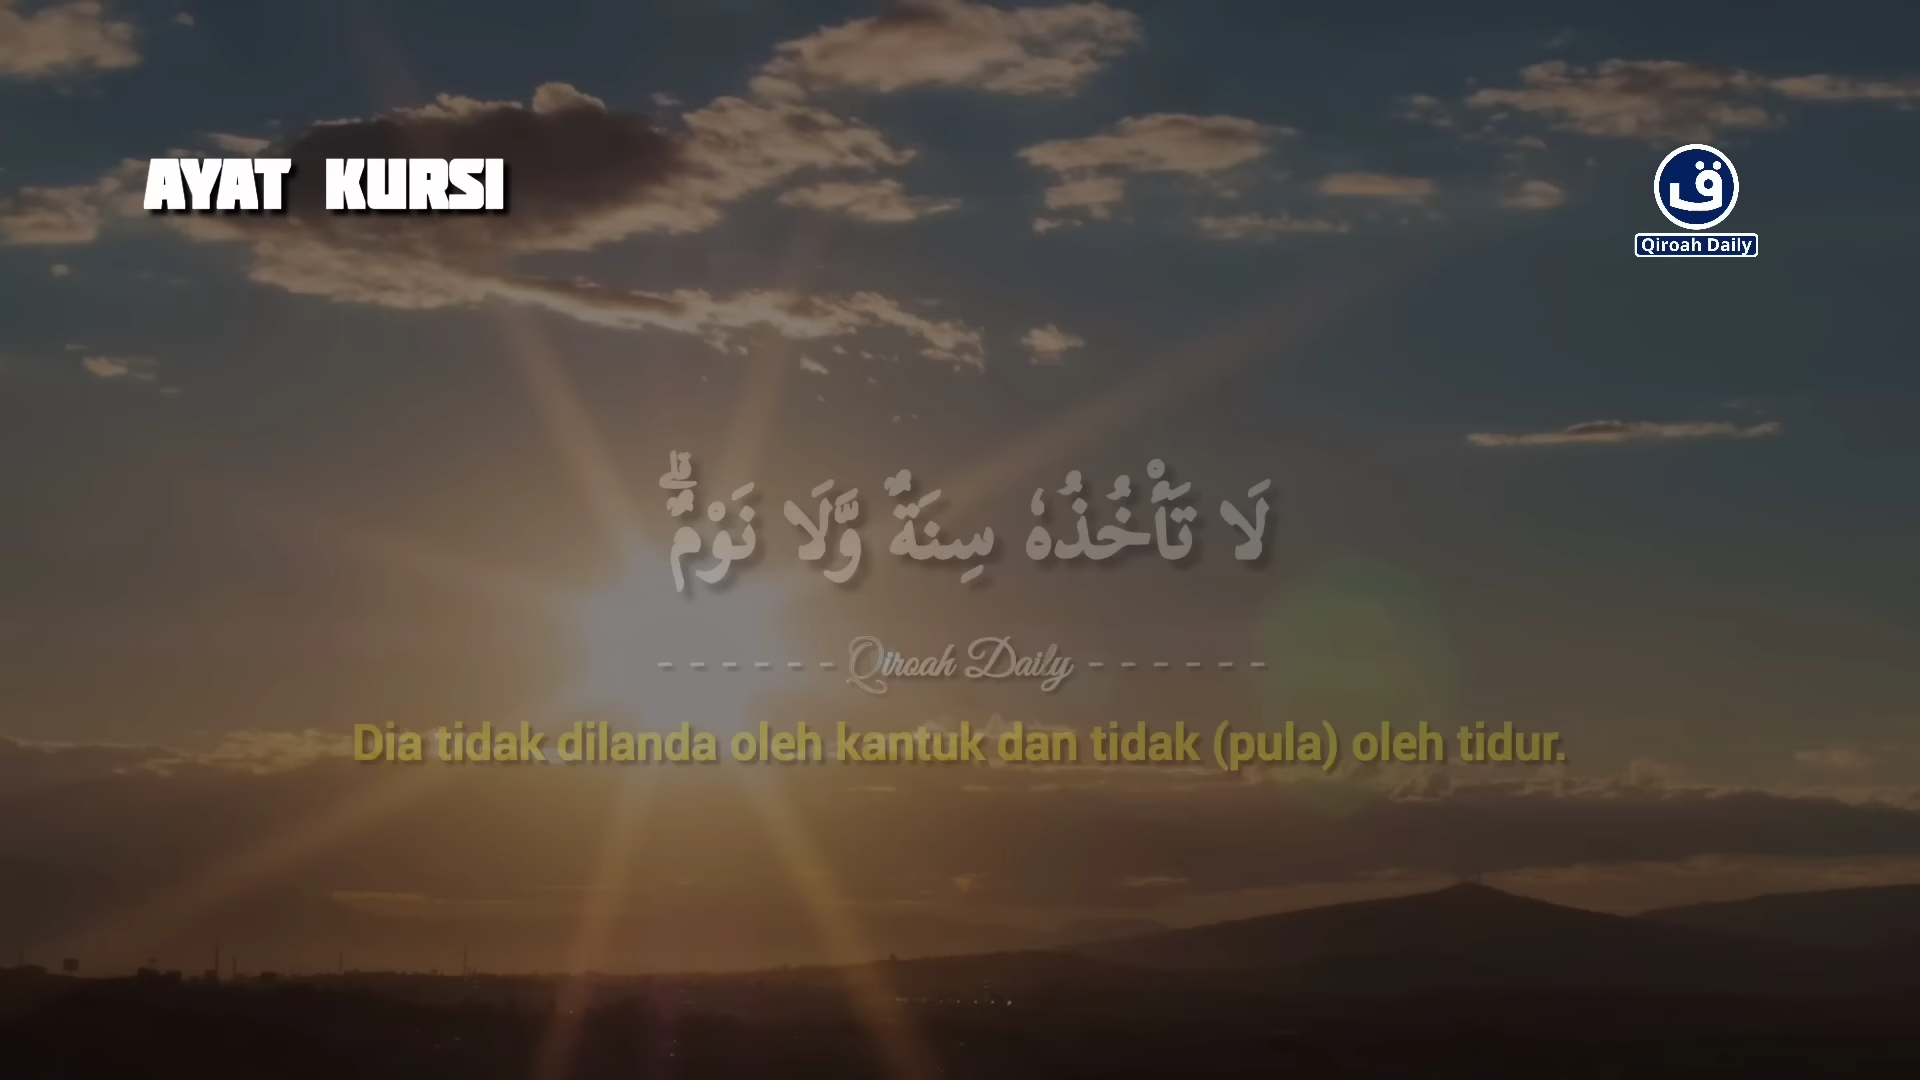 AYAT KURSI
ق
Qiroah Daily
لَا تَأْخُذُهٗ سِنَةٌ وَّلَا نَوْمٌۗ
------Qiroah Daily------
Dia tidak dilanda oleh kantuk dan tidak (pula) oleh tidur.